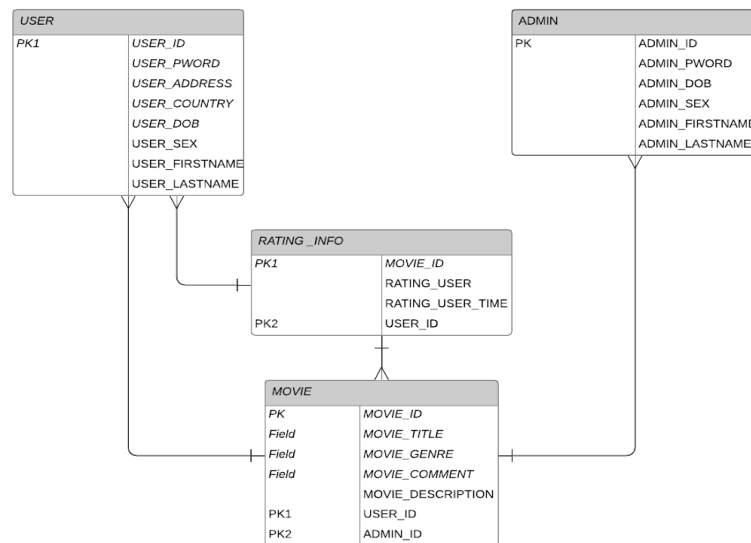 USER
PK1 USER_ID
USER_PWORD
USER_ADDRESS
USER_COUNTRY
USER_DOB
USER_SEX
USER_FIRSTNAME
USER_LASTNAME
ADMIN
PK ADMIN_ID
ADMIN_PWORD
ADMIN_DOB
ADMIN_SEX
ADMIN_FIRSTNAME
ADMIN_LASTNAME
RATING _INFO
PK1 MOVIE_ID
RATING_USER
RATING_USER_TIME
PK2 USER_ID
MOVIE
PK MOVIE_ID
Field MOVIE_TITLE
Field MOVIE_GENRE
Field MOVIE_COMMENT
MOVIE_DESCRIPTION
PK1 USER_ID
PK2 ADMIN_ID